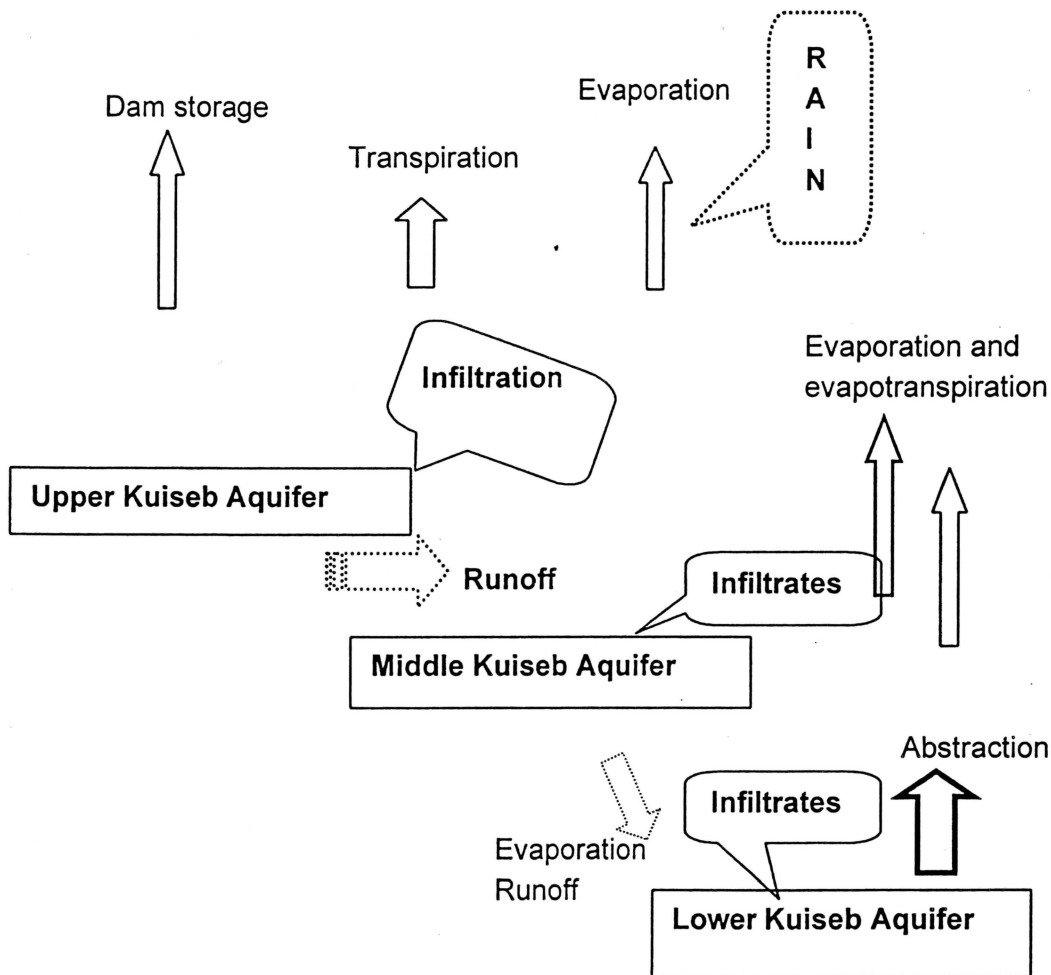 R
A
I
N
Evaporation
Dam storage
Transpiration
Infiltration
Evaporation and
evapotranspiration
Upper Kuiseb Aquifer
Runoff
Infiltrates
Middle Kuiseb Aquifer
Abstraction
Infiltrates
Evaporation
Runoff
Lower Kuiseb Aquifer